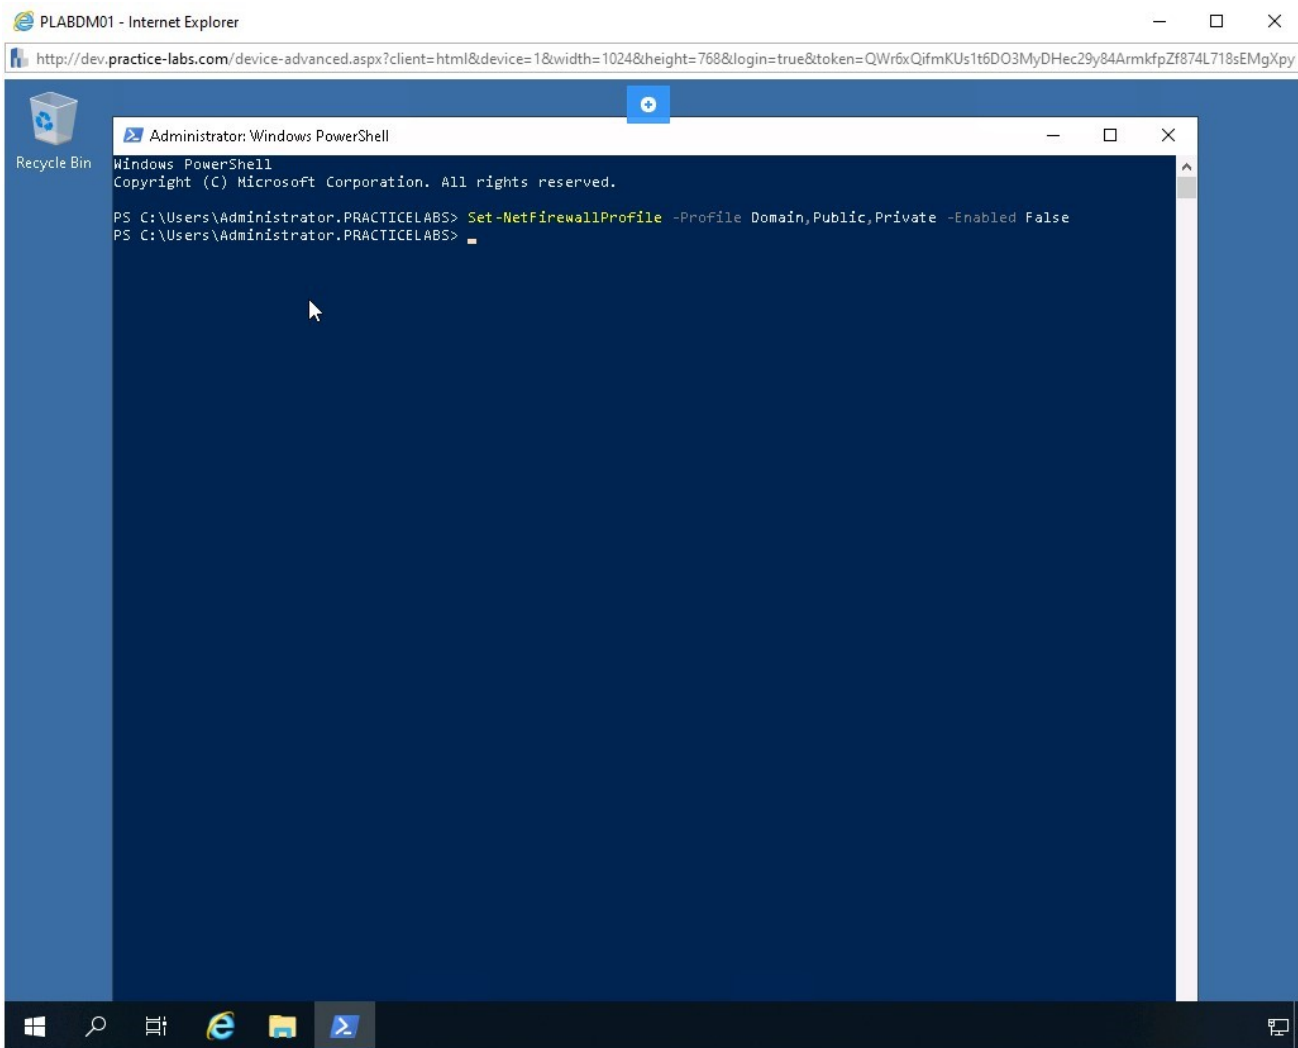 PLABDM01 - Internet Explorer
http://dev.practice-labs.com/device-advanced.aspx?client=html&device=1&width=1024&height=768&login=true&token=QWr6xQifmKUs1t6DO3MyDHec29y84ArmkfpZf874L718sEMgXpy
Administrator: Windows PowerShell
Recycle Bin
Windows PowerShell
Copyright (C) Microsoft Corporation. All rights reserved.
PS C:\Users\Administrator.PRACTICELABS> Set-NetFirewallProfile -Profile Domain,Public,Private -Enabled False
PS C:\Users\Administrator.PRACTICELABS>